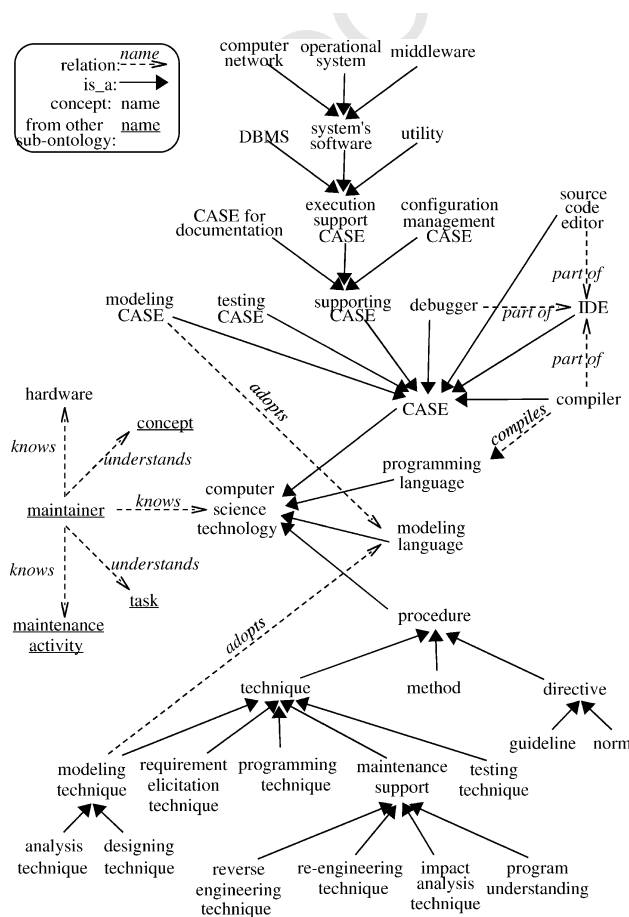 name
relation:
is_a:
concept: name
from other name
sub-ontology:
computer
network
operational
system
middleware
DBMS
system's
software
utility
CASE for
documentation
execution
support
CASE
configuration
management
CASE
source
code
editor
part of
modeling
CASE
testing
CASE
supporting
CASE
debugger
part of
IDE
part of
adopts
CASE
compiler
compiles
hardware
concept
knows
understands
programming
language
maintainer
knows
computer
science
technology
modeling
language
knows
understands
task
maintenance
activity
adopts
procedure
technique
method
directive
guideline
norm
modeling
technique
requirement
elicitation
technique
programming
technique
maintenance
support
testing
technique
analysis
technique
designing
technique
reverse
engineering
technique
re-engineering
technique
impact
analysis
technique
program
understanding